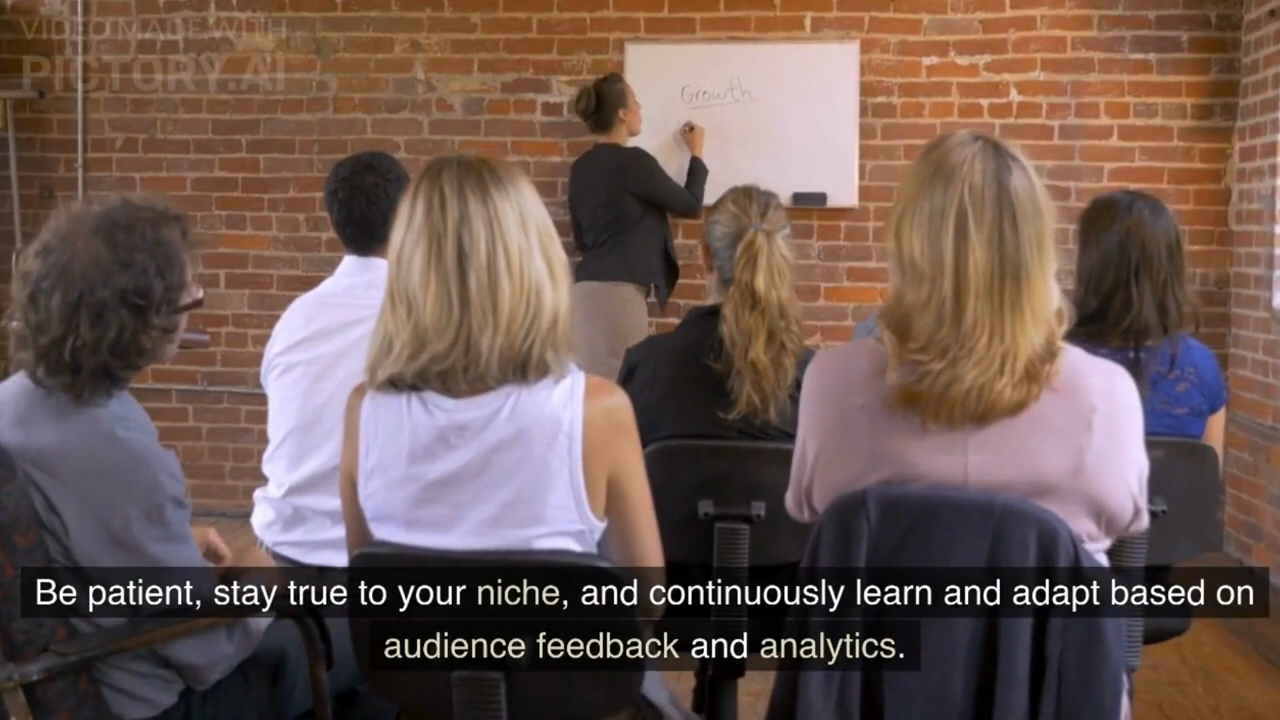 VIDEO MADE WITH
PICTORY.AI
Growth
Be patient, stay true to your niche, and continuously learn and adapt based on
audience feedback and analytics.